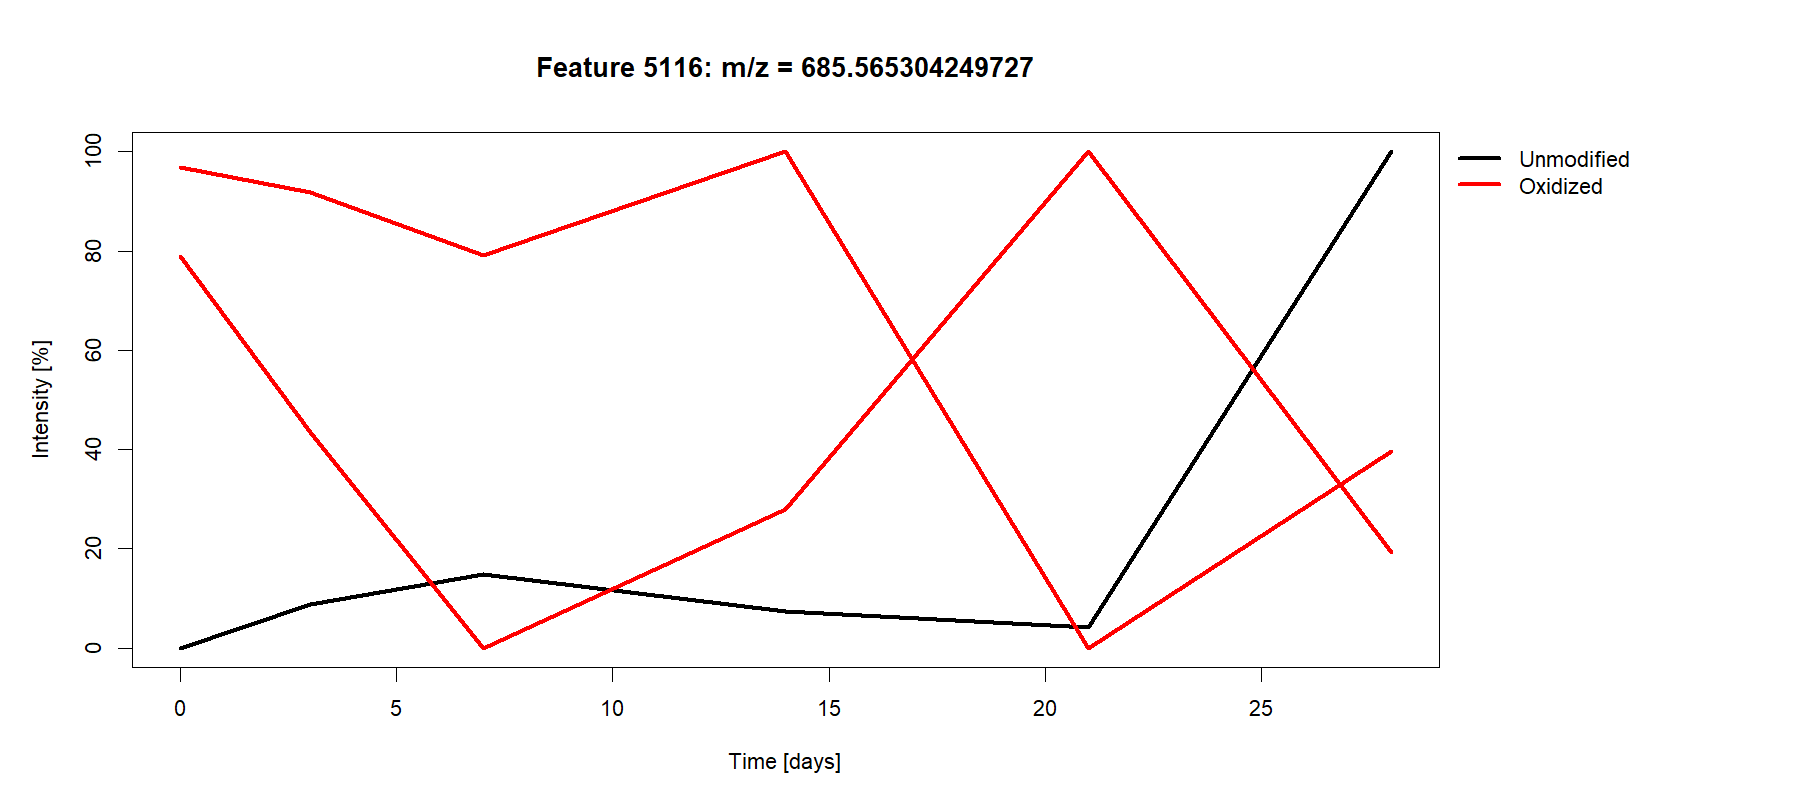 Feature 5116: m/z = 685.565304249727
Unmodified
Oxidized
Intensity [%]
100
80
60
40
20
0
0 5 10 15 20 25
Time [days]